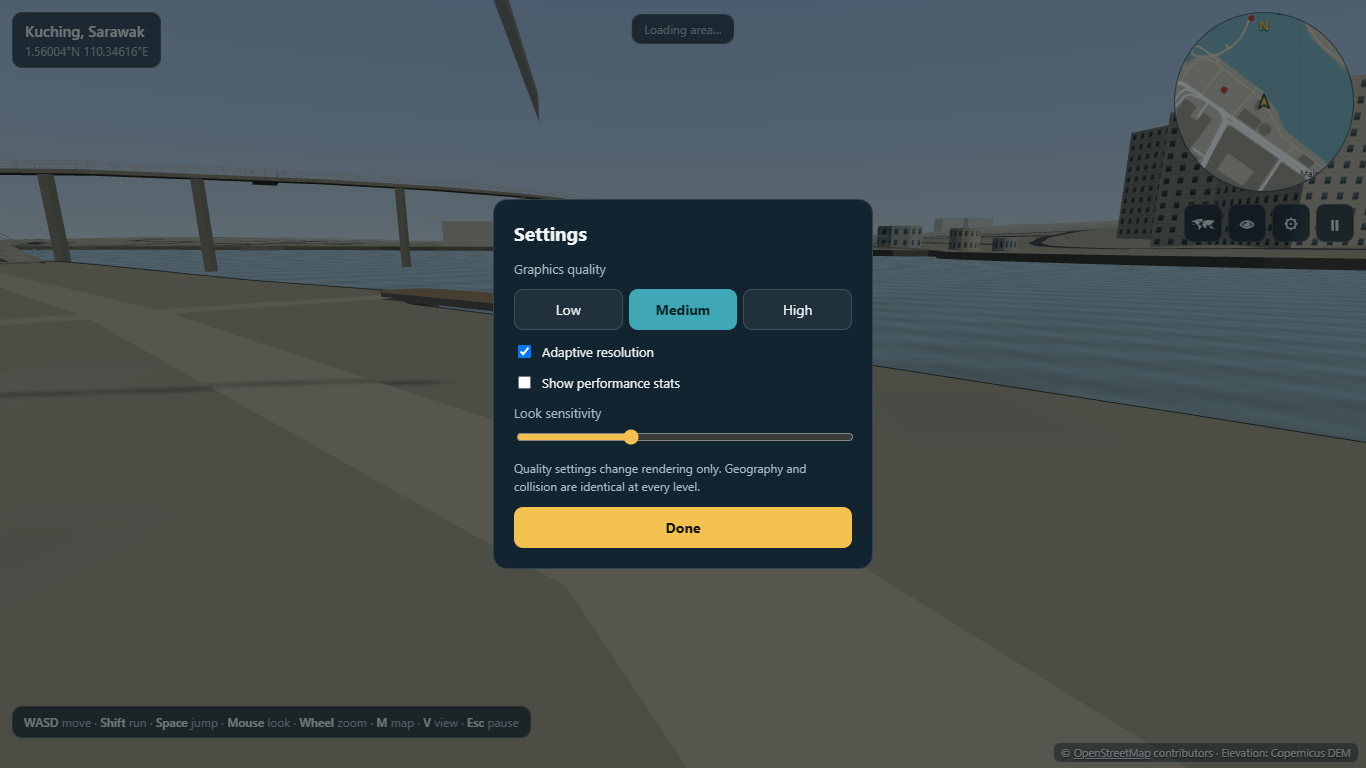 Kuching, Sarawak
1.56004°N 110.34616°E
Loading area...
N
Settings
Graphics quality
Low
Medium
High
Adaptive resolution
Show performance stats
Look sensitivity
Quality settings change rendering only. Geography and
collision are identical at every level.
Done
WASD move · Shift run · Space jump · Mouse look · Wheel zoom · M map · V view · Esc pause
© OpenStreetMap contributors · Elevation: Copernicus DEM